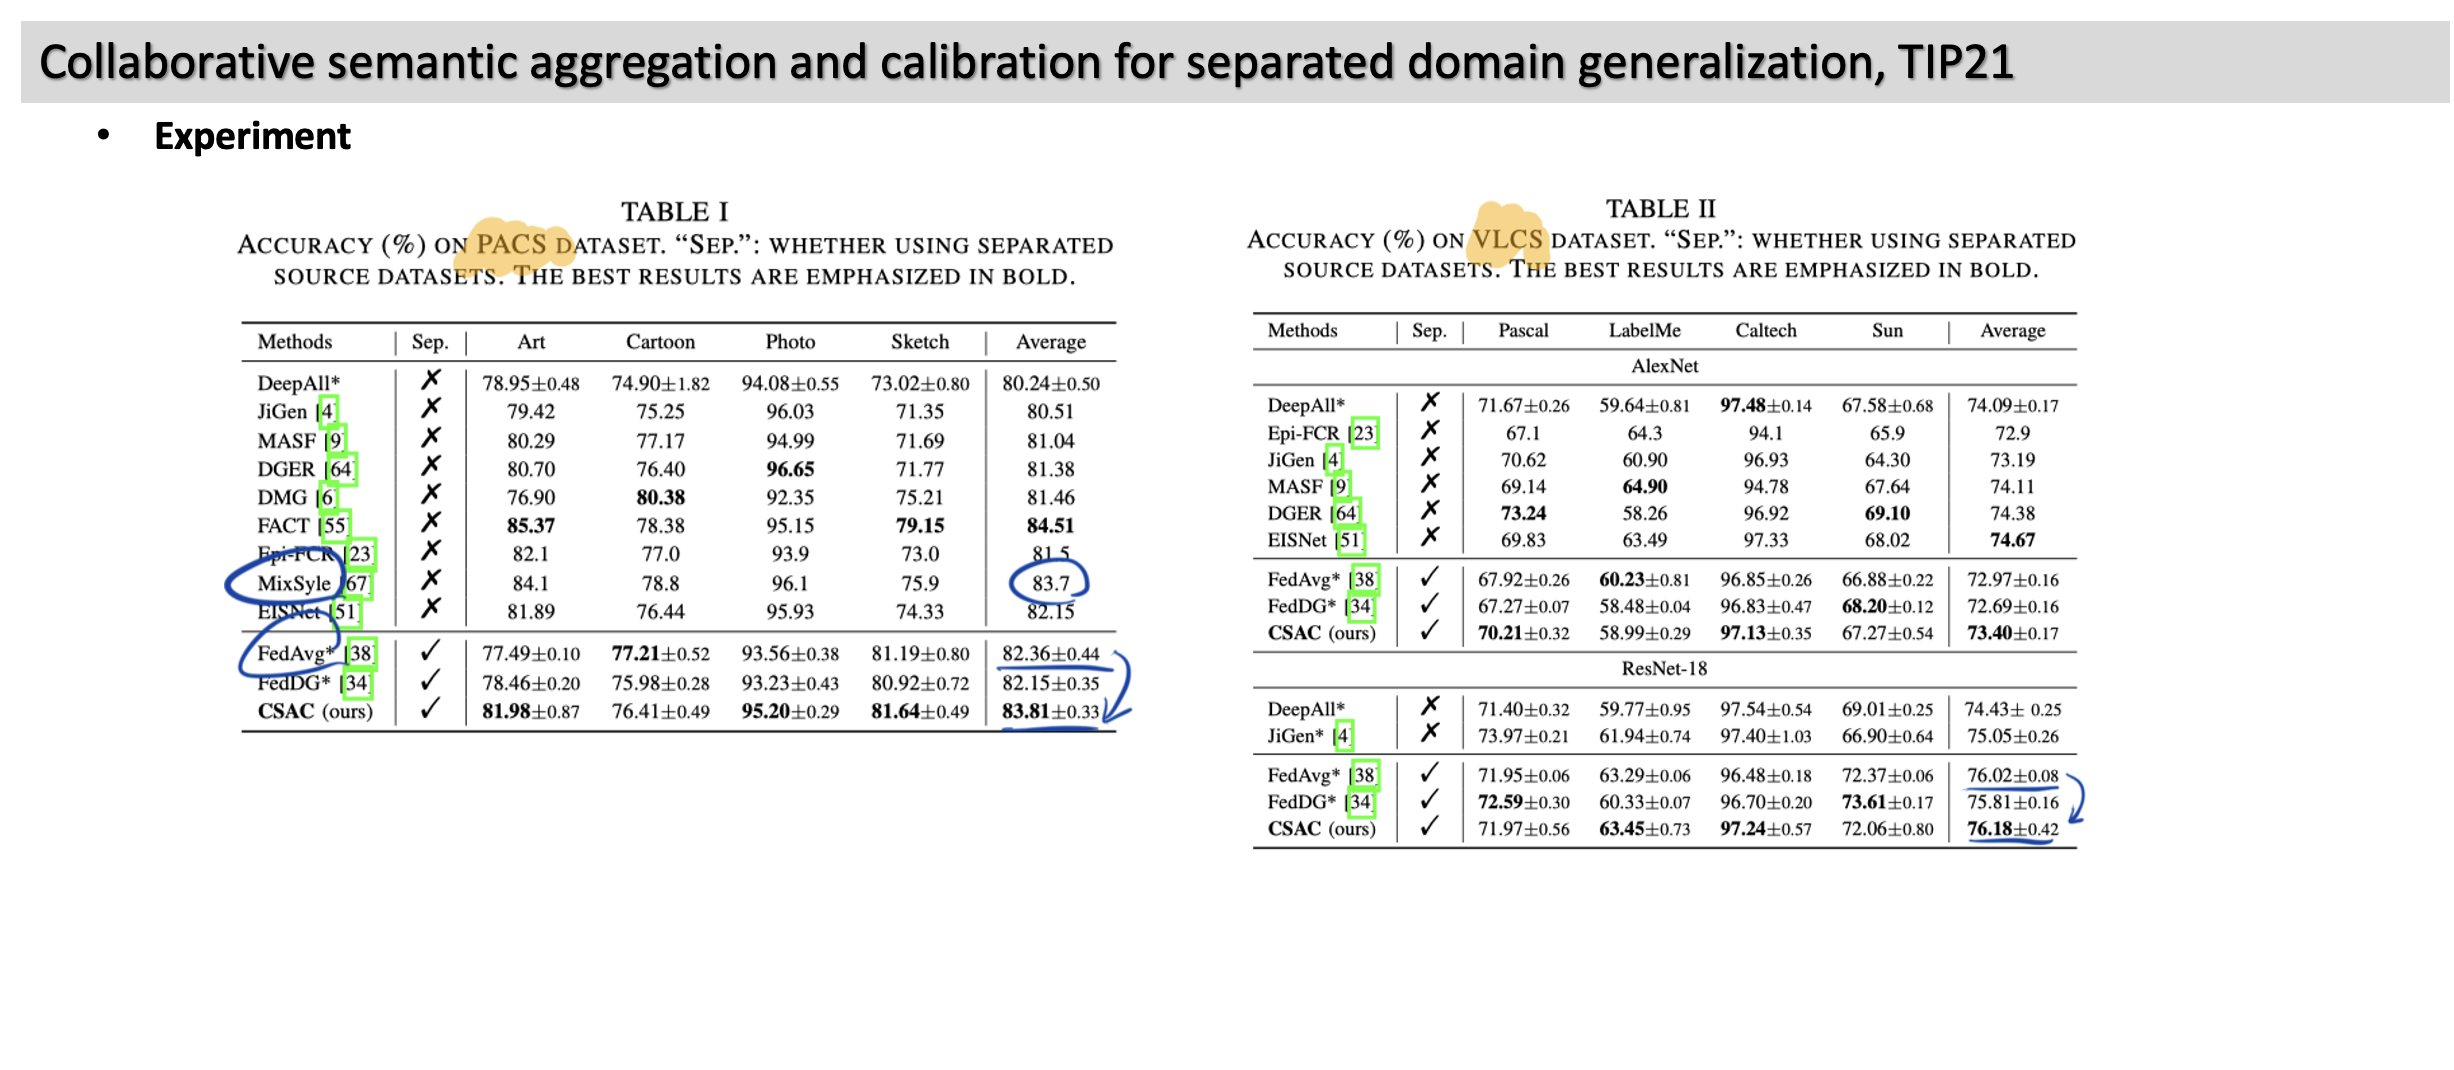 Collaborative semantic aggregation and calibration for separated domain generalization, TIP21
• Experiment
TABLE I
ACCURACY (%) ON PACS DATASET. “SEP.”: WHETHER USING SEPARATED
SOURCE DATASETS. THE BEST RESULTS ARE EMPHASIZED IN BOLD.
Methods | Sep. | Art Cartoon Photo Sketch | Average
DeepAll* ✗ 78.95±0.48 74.90±1.82 94.08±0.55 73.02±0.80 80.24±0.50
JiGen [4] ✗ 79.42 75.25 96.03 71.35 80.51
MASF [9] ✗ 80.29 77.17 94.99 71.69 81.04
DGER [64] ✗ 80.70 76.40 96.65 71.77 81.38
DMG [6] ✗ 76.90 80.38 92.35 75.21 81.46
FACT [55] ✗ 85.37 78.38 95.15 79.15 84.51
Epi-FCR [23] ✗ 82.1 77.0 93.9 73.0 81.5
MixSyle [67] ✗ 84.1 78.8 96.1 75.9 83.7
EISNet [51] ✗ 81.89 76.44 95.93 74.33 82.15
FedAvg* [38] ✓ 77.49±0.10 77.21±0.52 93.56±0.38 81.19±0.80 82.36±0.44
FedDG* [34] ✓ 78.46±0.20 75.98±0.28 93.23±0.43 80.92±0.72 82.15±0.35
CSAC (ours) ✓ 81.98±0.87 76.41±0.49 95.20±0.29 81.64±0.49 83.81±0.33
TABLE II
ACCURACY (%) ON VLCS DATASET. “SEP.”: WHETHER USING SEPARATED
SOURCE DATASETS. THE BEST RESULTS ARE EMPHASIZED IN BOLD.
Methods | Sep. | Pascal LabelMe Caltech Sun | Average
AlexNet
DeepAll* ✗ 71.67±0.26 59.64±0.81 97.48±0.14 67.58±0.68 74.09±0.17
Epi-FCR [23] ✗ 67.1 64.3 94.1 65.9 72.9
JiGen [4] ✗ 70.62 60.90 96.93 64.30 73.19
MASF [9] ✗ 69.14 64.90 94.78 67.64 74.11
DGER [64] ✗ 73.24 58.26 96.92 69.10 74.38
EISNet [51] ✗ 69.83 63.49 97.33 68.02 74.67
FedAvg* [38] ✓ 67.92±0.26 60.23±0.81 96.85±0.26 66.88±0.22 72.97±0.16
FedDG* [34] ✓ 67.27±0.07 58.48±0.04 96.83±0.47 68.20±0.12 72.69±0.16
CSAC (ours) ✓ 70.21±0.32 58.99±0.29 97.13±0.35 67.27±0.54 73.40±0.17
ResNet-18
DeepAll* ✗ 71.40±0.32 59.77±0.95 97.54±0.54 69.01±0.25 74.43± 0.25
JiGen* [4] ✗ 73.97±0.21 61.94±0.74 97.40±1.03 66.90±0.64 75.05±0.26
FedAvg* [38] ✓ 71.95±0.06 63.29±0.06 96.48±0.18 72.37±0.06 76.02±0.08
FedDG* [34] ✓ 72.59±0.30 60.33±0.07 96.70±0.20 73.61±0.17 75.81±0.16
CSAC (ours) ✓ 71.97±0.56 63.45±0.73 97.24±0.57 72.06±0.80 76.18±0.42